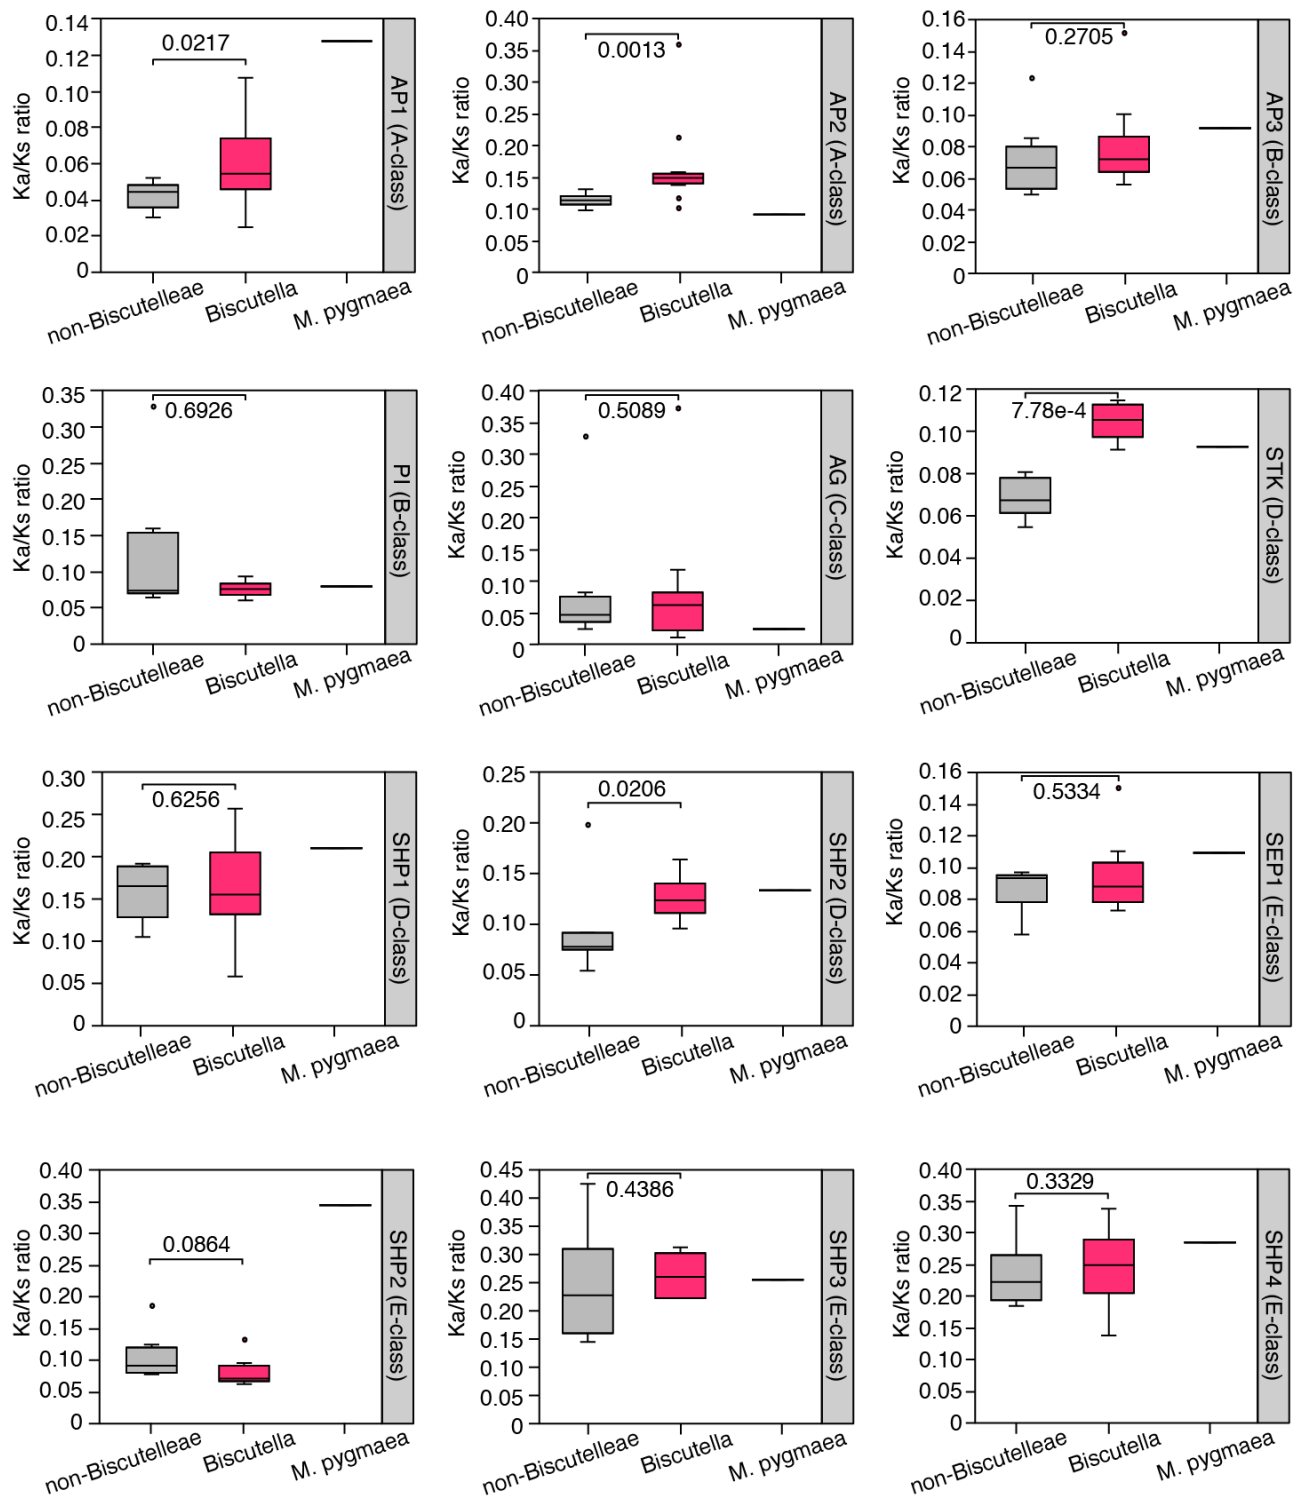 0.14
0.12
0.10
0.08
0.06
0.04
0.02
0
Ka/Ks ratio
0.0217
AP1 (A-class)
non-Biscutelleae
Biscutella
M. pygmaea
0.40
0.35
0.30
0.25
0.20
0.15
0.10
0.05
0
Ka/Ks ratio
0.0013
AP2 (A-class)
non-Biscutelleae
Biscutella
M. pygmaea
0.16
0.14
0.12
0.10
0.08
0.06
0.04
0.02
0
Ka/Ks ratio
0.2705
AP3 (B-class)
non-Biscutelleae
Biscutella
M. pygmaea
0.35
0.30
0.25
0.20
0.15
0.10
0.05
0
Ka/Ks ratio
0.6926
PI (B-class)
non-Biscutelleae
Biscutella
M. pygmaea
0.40
0.35
0.30
0.25
0.20
0.15
0.10
0.05
0
Ka/Ks ratio
0.5089
AG (C-class)
non-Biscutelleae
Biscutella
M. pygmaea
0.12
0.10
0.08
0.06
0.04
0.02
0
Ka/Ks ratio
7.78e-4
STK (D-class)
non-Biscutelleae
Biscutella
M. pygmaea
0.30
0.25
0.20
0.15
0.10
0.05
0
Ka/Ks ratio
0.6256
SHP1 (D-class)
non-Biscutelleae
Biscutella
M. pygmaea
0.25
0.20
0.15
0.10
0.05
0
Ka/Ks ratio
0.0206
SHP2 (D-class)
non-Biscutelleae
Biscutella
M. pygmaea
0.16
0.14
0.12
0.10
0.08
0.06
0.04
0.02
0
Ka/Ks ratio
0.5334
SEP1 (E-class)
non-Biscutelleae
Biscutella
M. pygmaea
0.40
0.35
0.30
0.25
0.20
0.15
0.10
0.05
0
Ka/Ks ratio
0.0864
SHP2 (E-class)
non-Biscutelleae
Biscutella
M. pygmaea
0.45
0.40
0.35
0.30
0.25
0.20
0.15
0.10
0.05
0
Ka/Ks ratio
0.4386
SHP3 (E-class)
non-Biscutelleae
Biscutella
M. pygmaea
0.40
0.35
0.30
0.25
0.20
0.15
0.10
0.05
0
Ka/Ks ratio
0.3329
SHP4 (E-class)
non-Biscutelleae
Biscutella
M. pygmaea